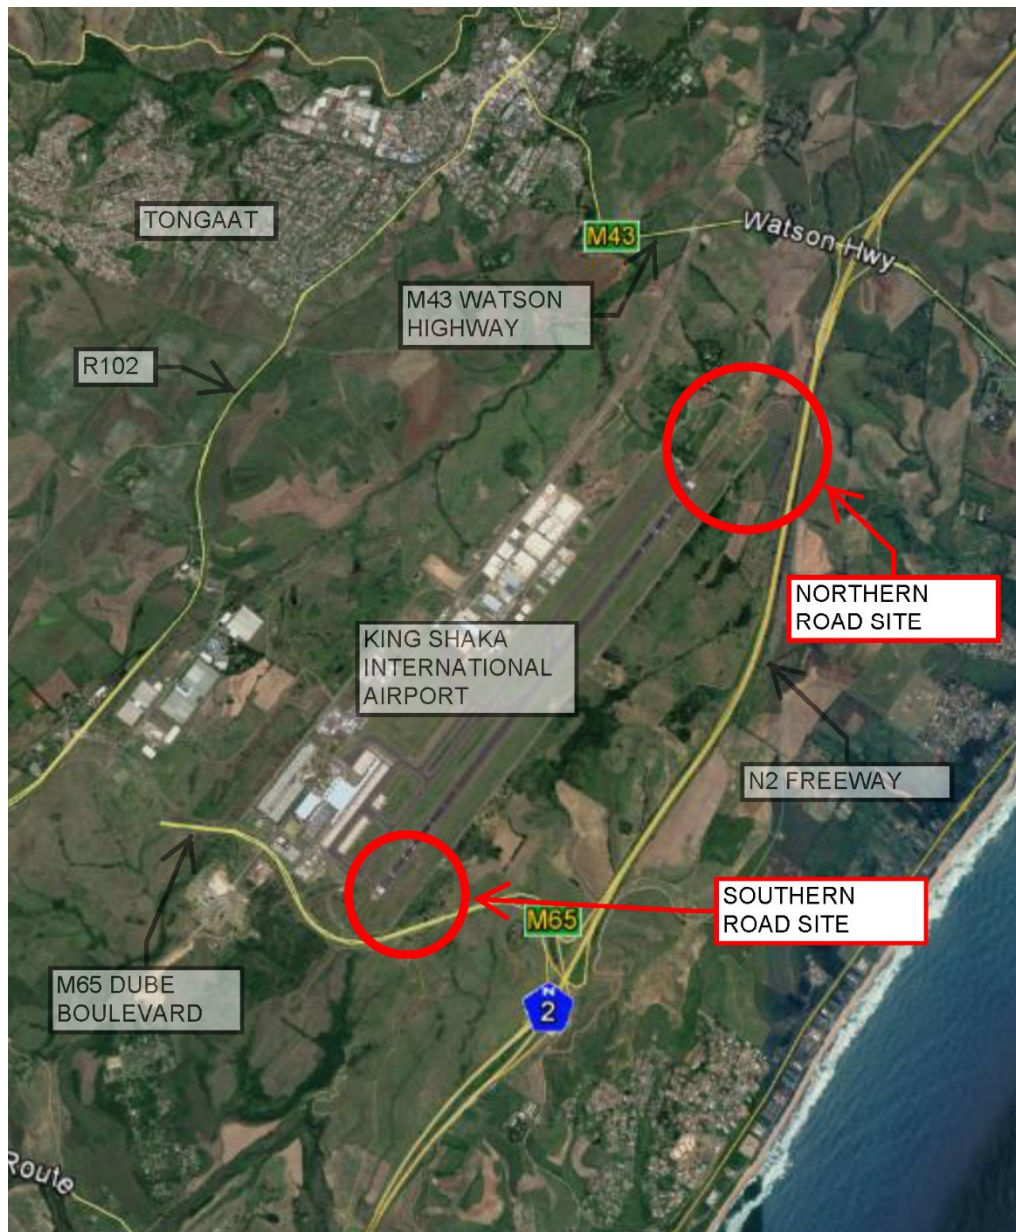 TONGAAT
M43
Watson Hwy
M43 WATSON
HIGHWAY
R102
NORTHERN
ROAD SITE
KING SHAKA
INTERNATIONAL
AIRPORT
N2 FREEWAY
SOUTHERN
ROAD SITE
M65
M65 DUBE
BOULEVARD
N
2
Route